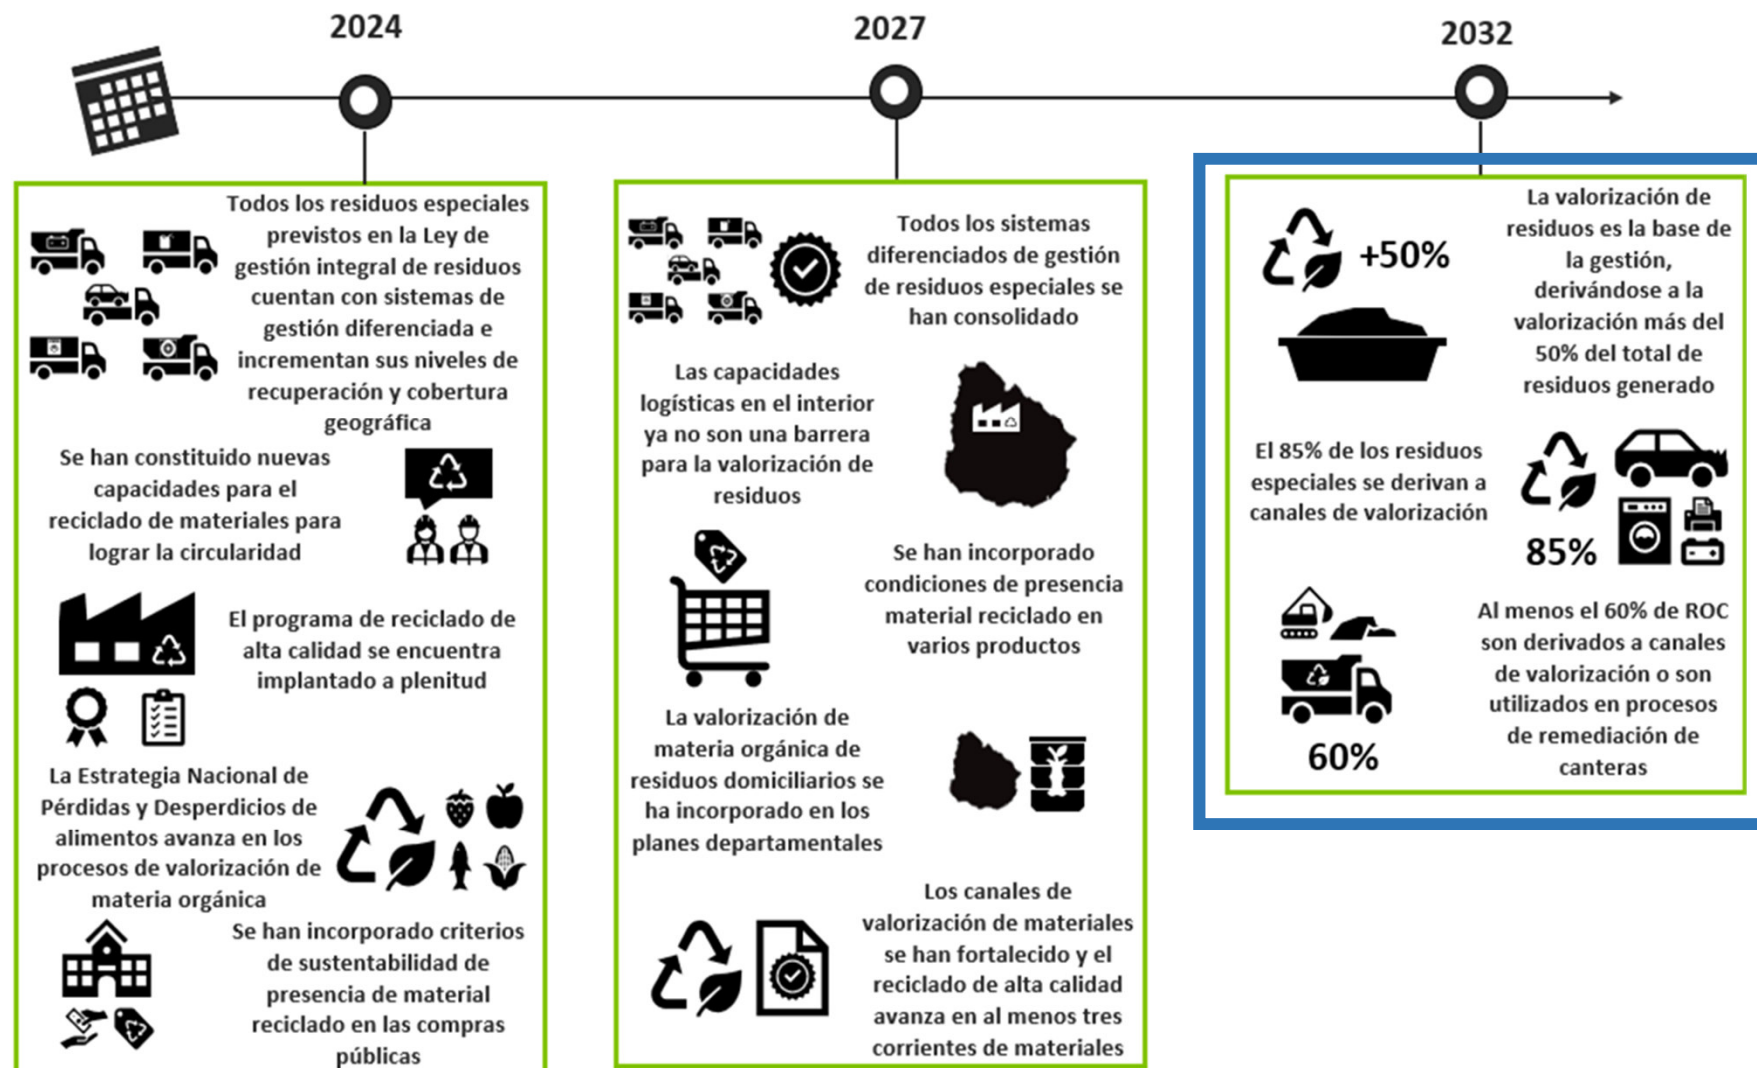 2024
2027
2032
Todos los residuos especiales
previstos en la Ley de
gestión integral de residuos
cuentan con sistemas de
gestión diferenciada e
incrementan sus niveles de
recuperación y cobertura
geográfica
Se han constituido nuevas
capacidades para el
reciclado de materiales para
lograr la circularidad
El programa de reciclado de
alta calidad se encuentra
implantado a plenitud
La Estrategia Nacional de
Pérdidas y Desperdicios de
alimentos avanza en los
procesos de valorización de
materia orgánica
Se han incorporado criterios
de sustentabilidad de
presencia de material
reciclado en las compras
públicas
Todos los sistemas
diferenciados de gestión
de residuos especiales se
han consolidado
Las capacidades
logísticas en el interior
ya no son una barrera
para la valorización de
residuos
Se han incorporado
condiciones de presencia
material reciclado en
varios productos
La valorización de
materia orgánica de
residuos domiciliarios se
ha incorporado en los
planes departamentales
Los canales de
valorización de materiales
se han fortalecido y el
reciclado de alta calidad
avanza en al menos tres
corrientes de materiales
+50%
La valorización de
residuos es la base de
la gestión,
derivándose a la
valorización más del
50% del total de
residuos generado
El 85% de los residuos
especiales se derivan a
canales de valorización
85%
60%
Al menos el 60% de ROC
son derivados a canales
de valorización o son
utilizados en procesos
de remediación de
canteras